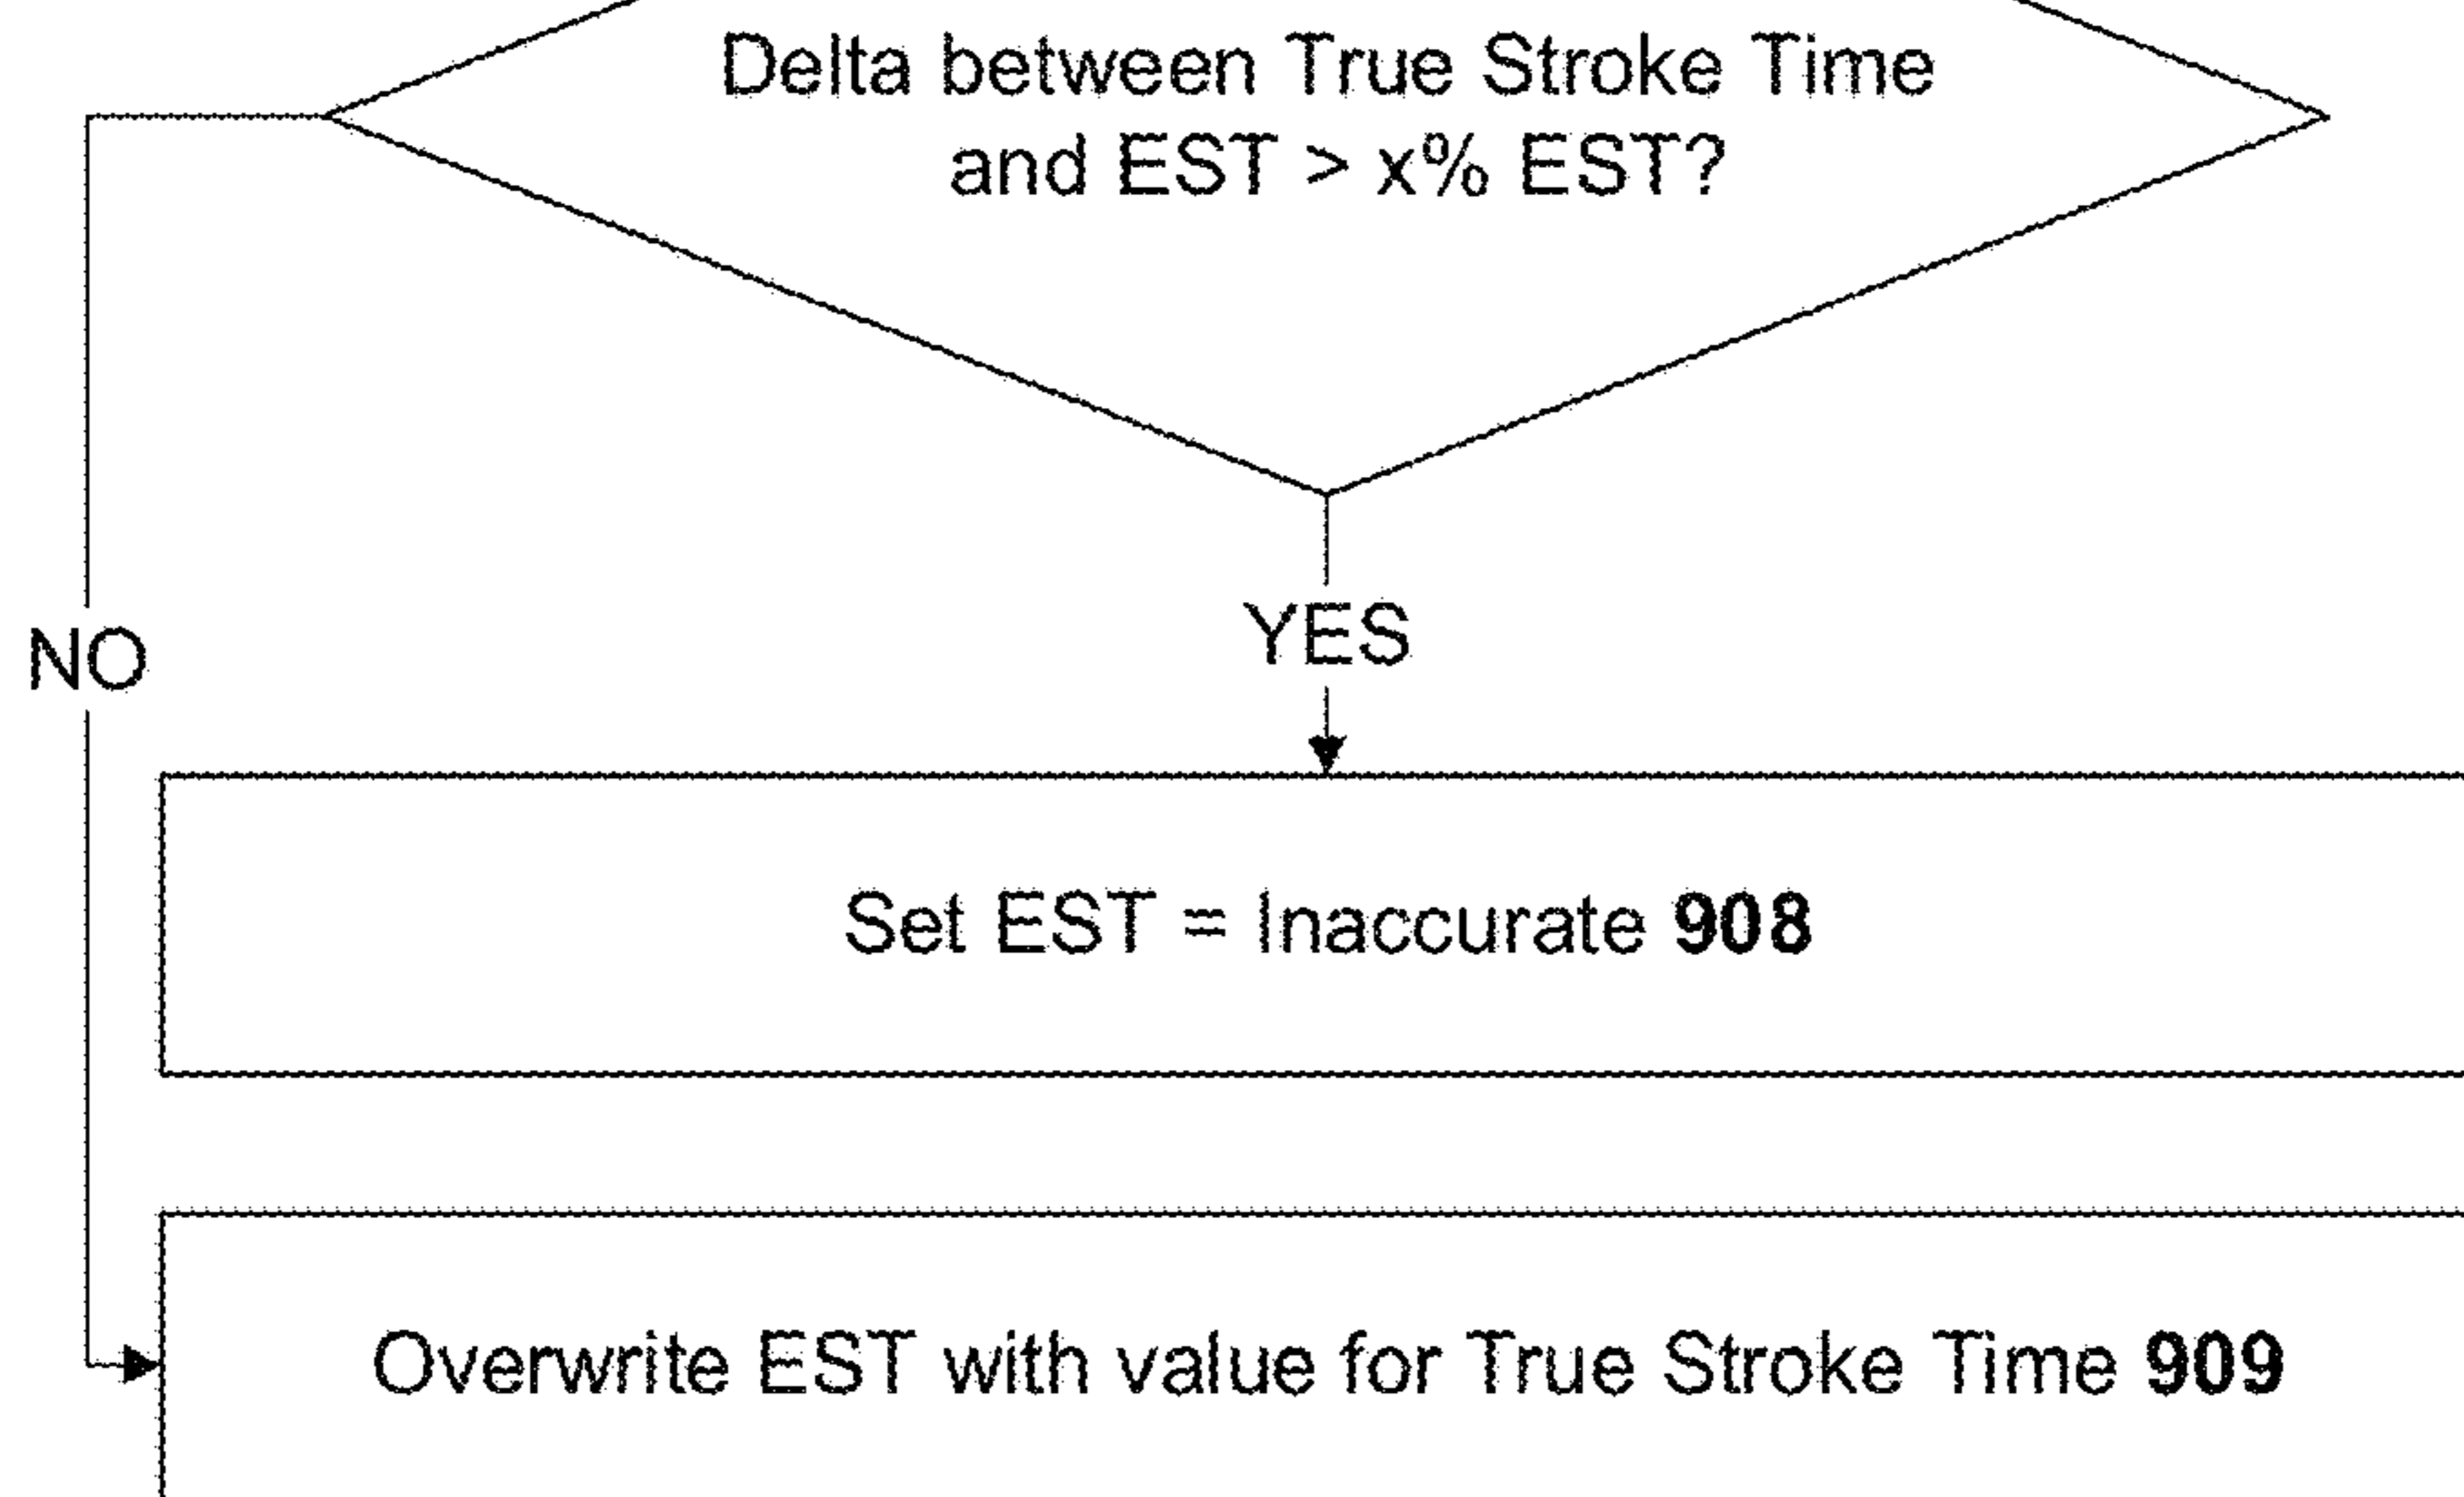 Delta between True Stroke Time
and EST > x% EST?
YES
NO
Set EST = Inaccurate 908
Overwrite EST with value for True Stroke Time 909